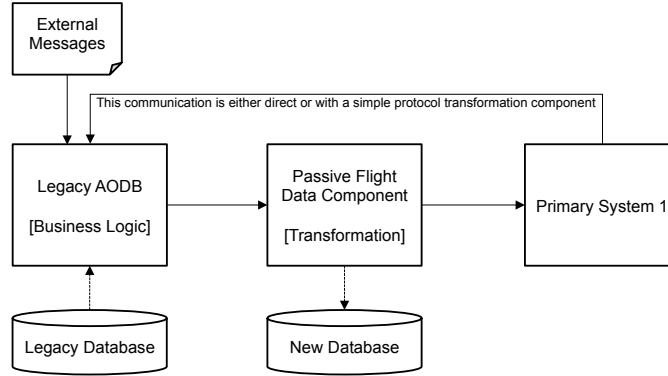 External
Messages
This communication is either direct or with a simple protocol transformation component
Legacy AODB
[Business Logic]
Passive Flight
Data Component
[Transformation]
Primary System 1
Legacy Database
New Database